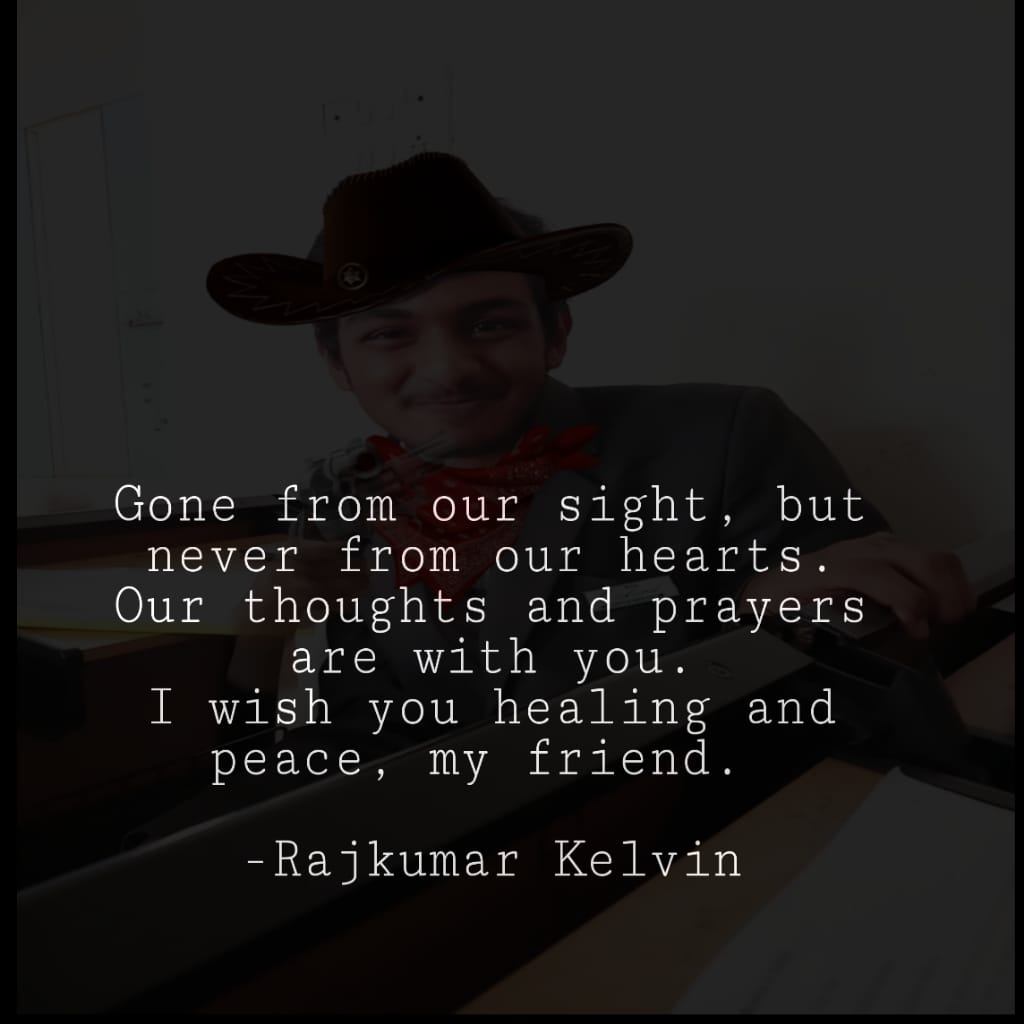 Gone from our sight, but
never from our hearts.
Our thoughts and prayers
are with you.
I wish you healing and
peace, my friend.
-Rajkumar Kelvin